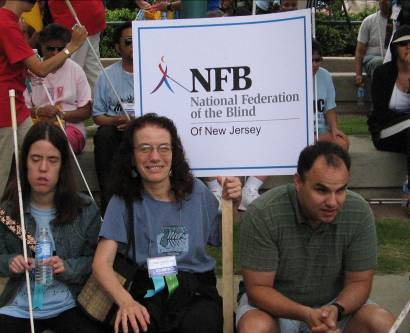 NFB
National Federation
of the Blind
Of New Jersey